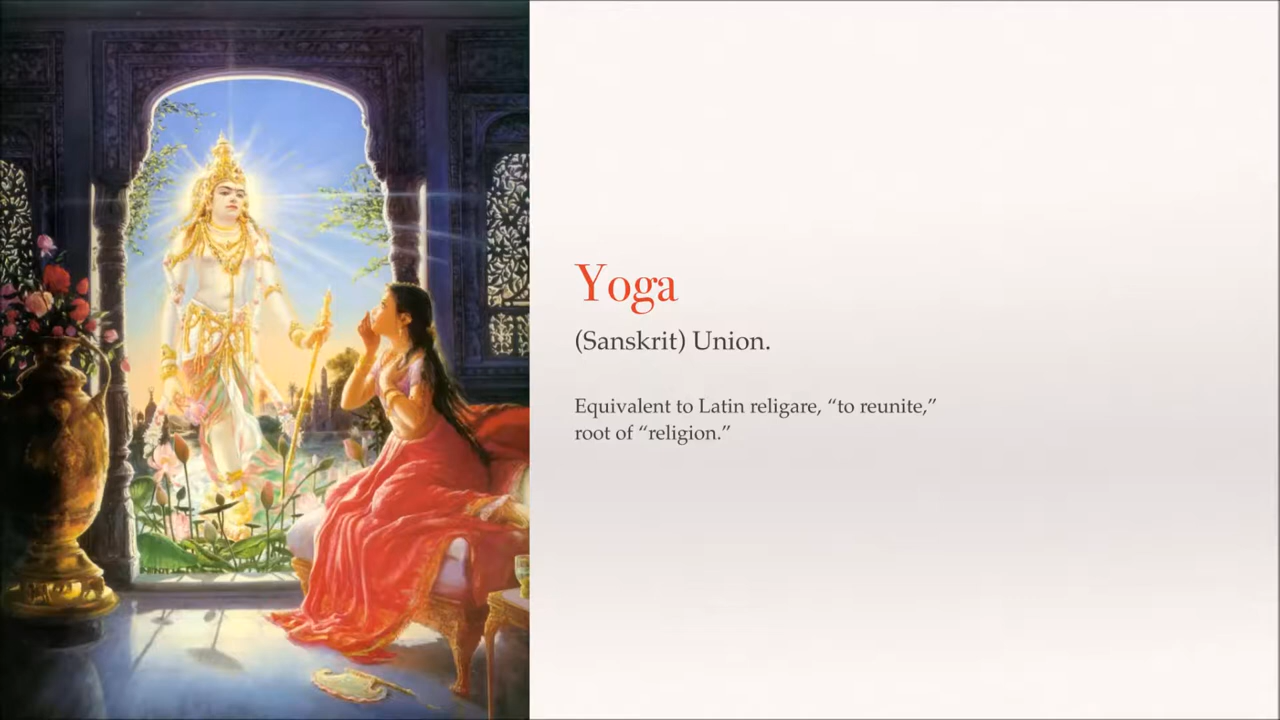 Yoga
(Sanskrit) Union.
Equivalent to Latin religare, “to reunite,”
root of “religion.”